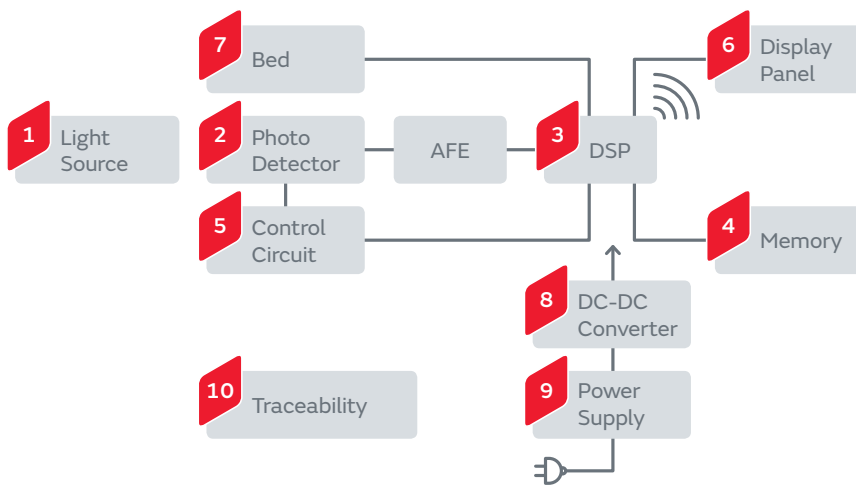 7
Bed
6
Display
Panel
1
Light
Source
2
Photo
Detector
AFE
3
DSP
5
Control
Circuit
4
Memory
8
DC-DC
Converter
10
Traceability
9
Power
Supply